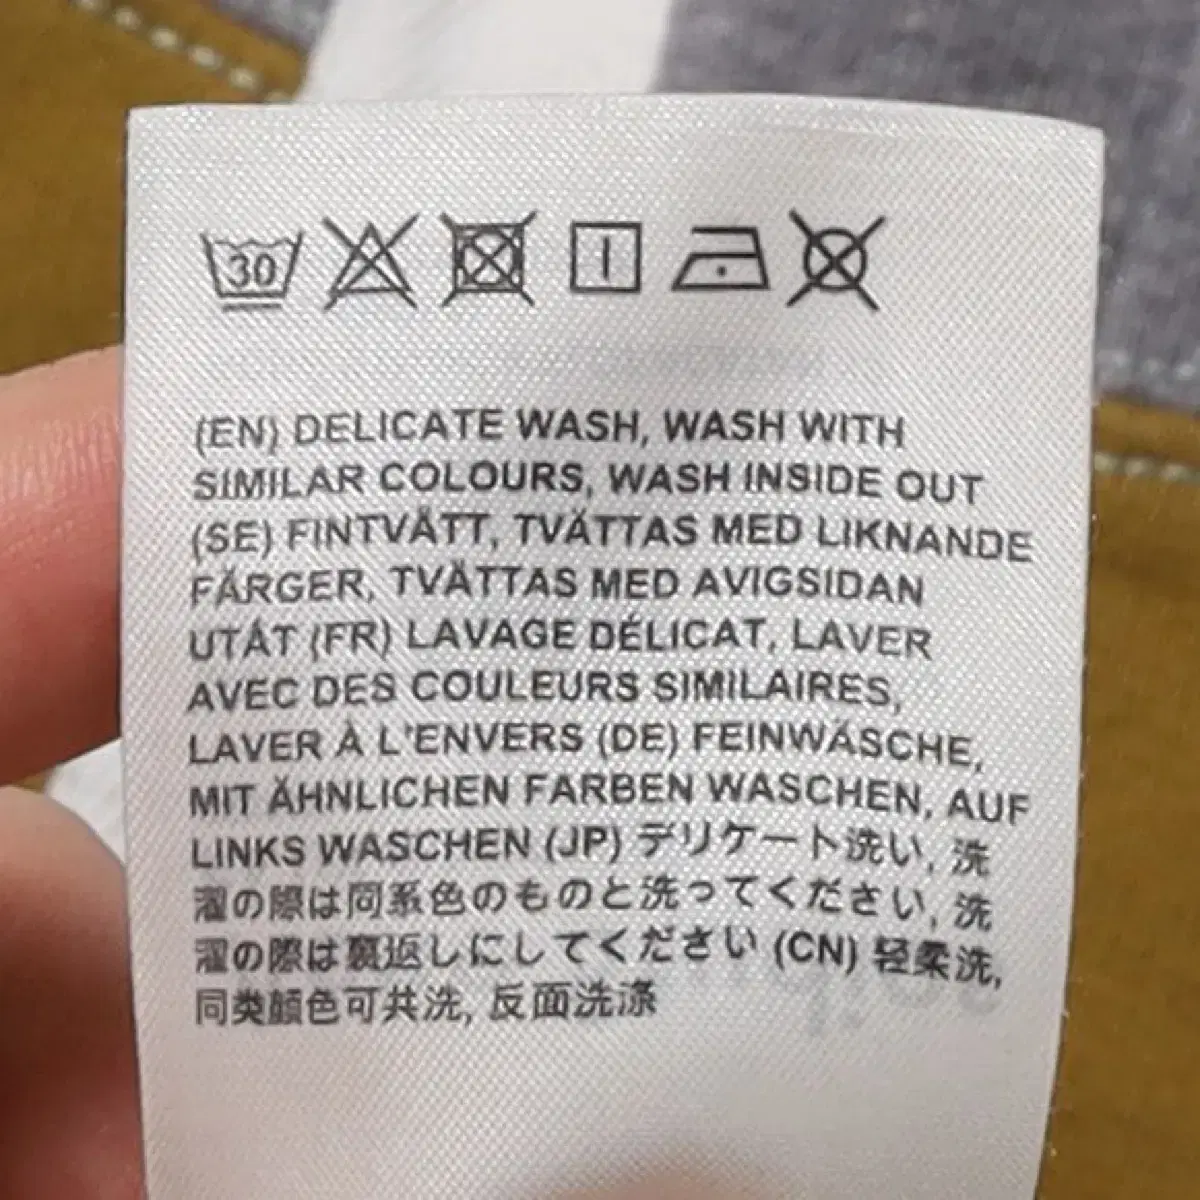 30
(EN) DELICATE WASH, WASH WITH
SIMILAR COLOURS, WASH INSIDE OUT
(SE) FINTVÄTT, TVÄTTAS MED LIKNANDE
FÄRGER, TVÄTTAS MED AVIGSIDAN
UTÅT (FR) LAVAGE DÉLICAT, LAVER
AVEC DES COULEURS SIMILAIRES,
LAVER À L'ENVERS (DE) FEINWÄSCHE,
MIT ÄHNLICHEN FARBEN WASCHEN, AUF
LINKS WASCHEN (JP) デリケート洗い, 洗
濯の際は同系色のものと洗ってください, 洗
濯の際は裏返しにしてください (CN) 轻柔洗,
同类颜色可共洗, 反面洗涤